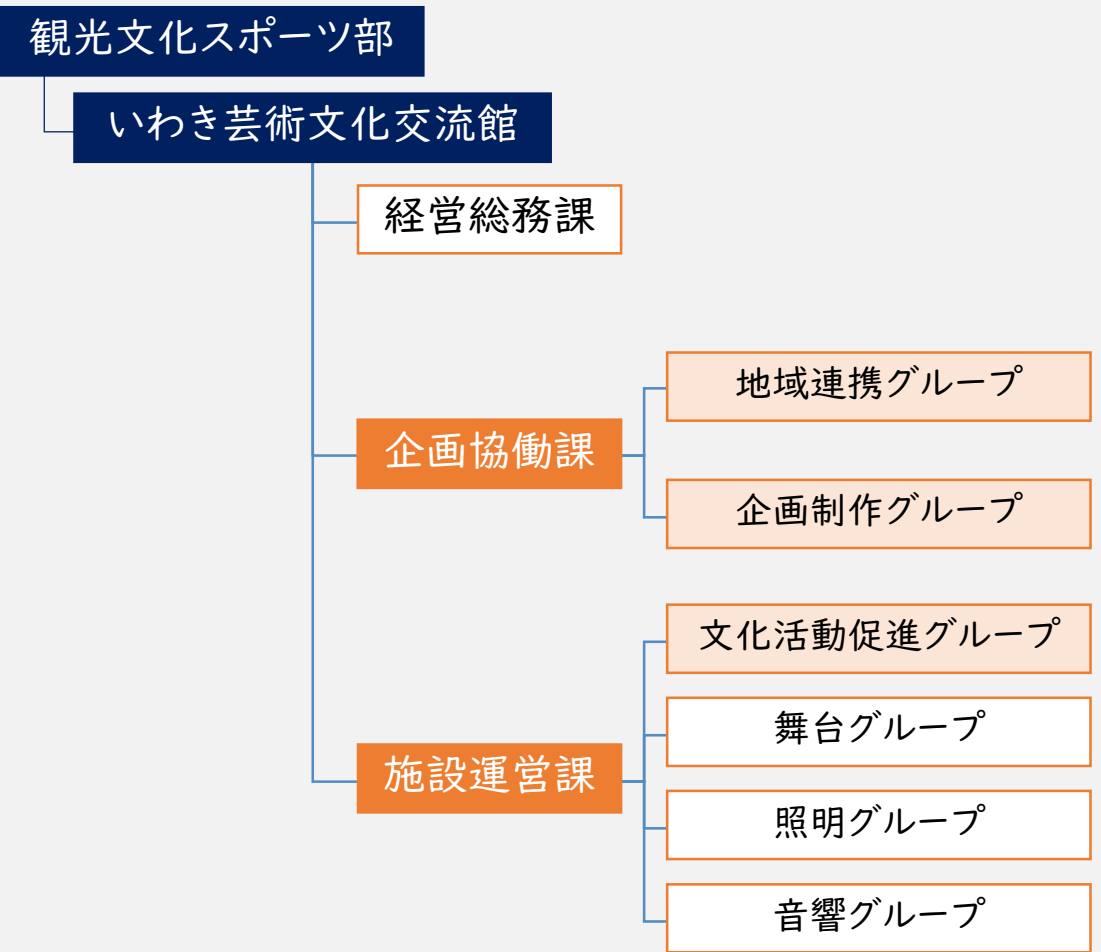 観光文化スポーツ部
いわき芸術文化交流館
経営総務課
企画協働課
地域連携グループ
企画制作グループ
施設運営課
文化活動促進グループ
舞台グループ
照明グループ
音響グループ